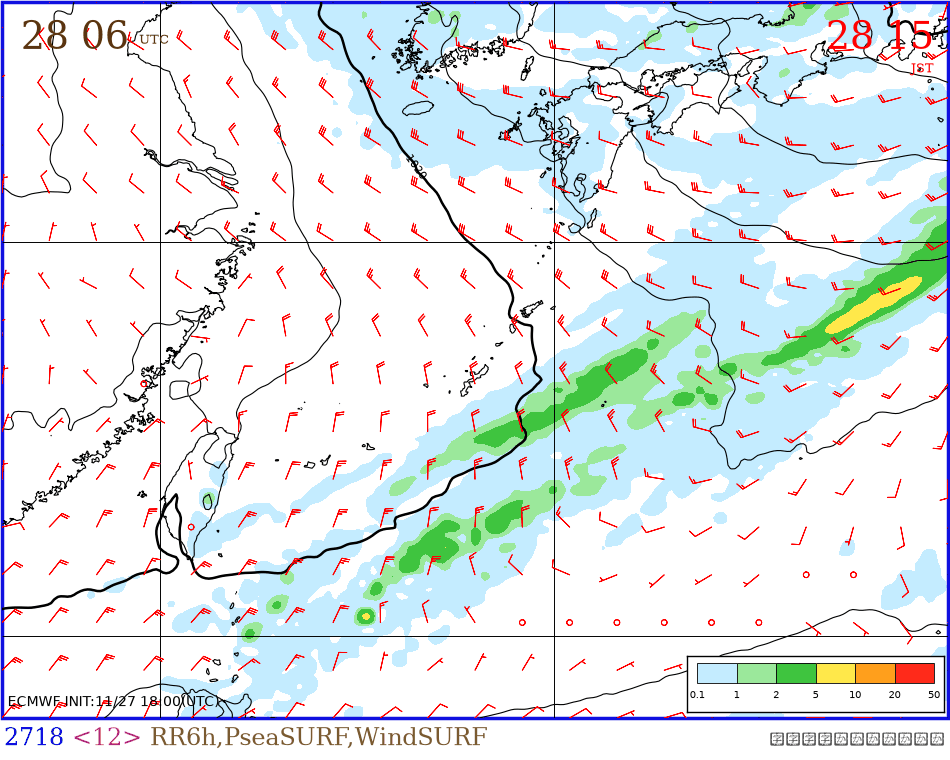 28 06 UTC
28 15
JST
1020
0.1 1 2 5 10 20 50
ECMWF,INIT:11/27 18:00(UTC)
2718 <12> RR6h,PseaSURF,WindSURF